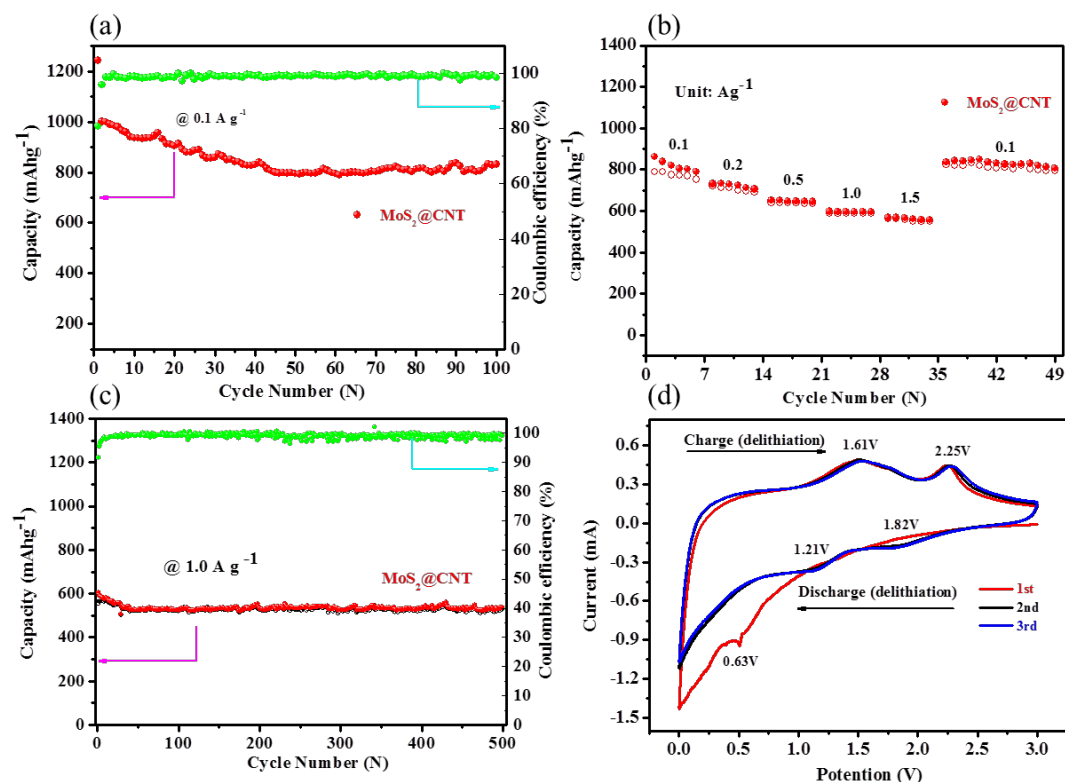 (a)
1200
1000
800
600
400
200
Capacity (mAhg⁻¹)
@ 0.1 A g⁻¹
MoS₂@CNT
100
80
60
40
20
0
Coulombic efficiency (%)
0 10 20 30 40 50 60 70 80 90 100
Cycle Number (N)
(b)
1400
1200
1000
800
600
400
200
0
Capacity (mAhg⁻¹)
Unit: Ag⁻¹
MoS₂@CNT
0.1
0.2
0.5
1.0
1.5
0.1
0 7 14 21 28 35 42 49
Cycle Number (N)
(c)
1400
1300
1200
1100
1000
900
800
700
600
500
400
300
200
100
0
Capacity (mAhg⁻¹)
@ 1.0 A g⁻¹
MoS₂@CNT
100
90
80
70
60
50
40
30
20
10
0
Coulombic efficiency (%)
0 100 200 300 400 500
Cycle Number (N)
(d)
0.6
0.3
0.0
-0.3
-0.6
-0.9
-1.2
-1.5
Current (mA)
Charge (delithiation)
1.61V
2.25V
1.82V
1.21V
Discharge (delithiation)
0.63V
1st
2nd
3rd
0.0 0.5 1.0 1.5 2.0 2.5 3.0
Potention (V)